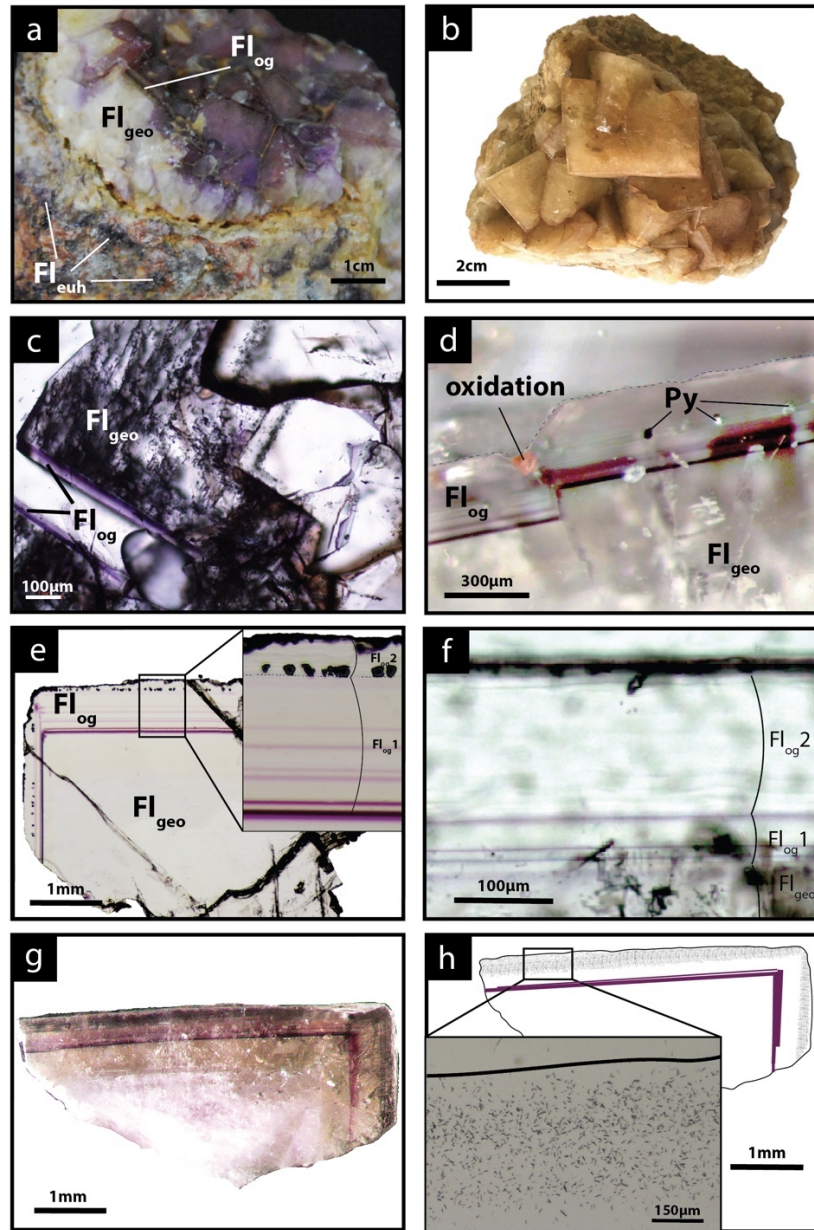 a
Fl og
Fl geo
Fl euh
1cm
b
2cm
c
Fl geo
Fl og
100μm
d
oxidation
Py
Fl og
Fl geo
300μm
e
Fl og
Fl og 2
Fl og 1
Fl geo
1mm
f
Fl og 2
Fl og 1
Fl geo
100μm
g
1mm
h
1mm
150μm